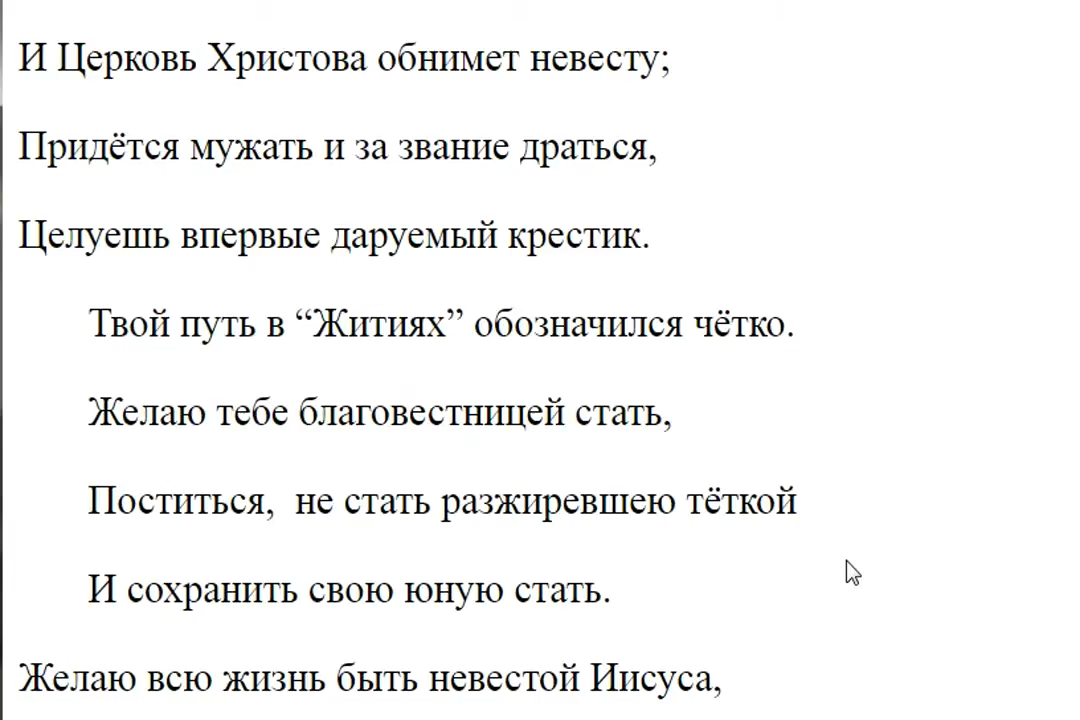 И Церковь Христова обнимет невесту;
Придётся мужать и за звание драться,
Целуешь впервые даруемый крестик.
Твой путь в “Житиях” обозначился чётко.
Желаю тебе благовестницей стать,
Поститься,  не стать разжиревшею тёткой
И сохранить свою юную стать.
Желаю всю жизнь быть невестой Иисуса,